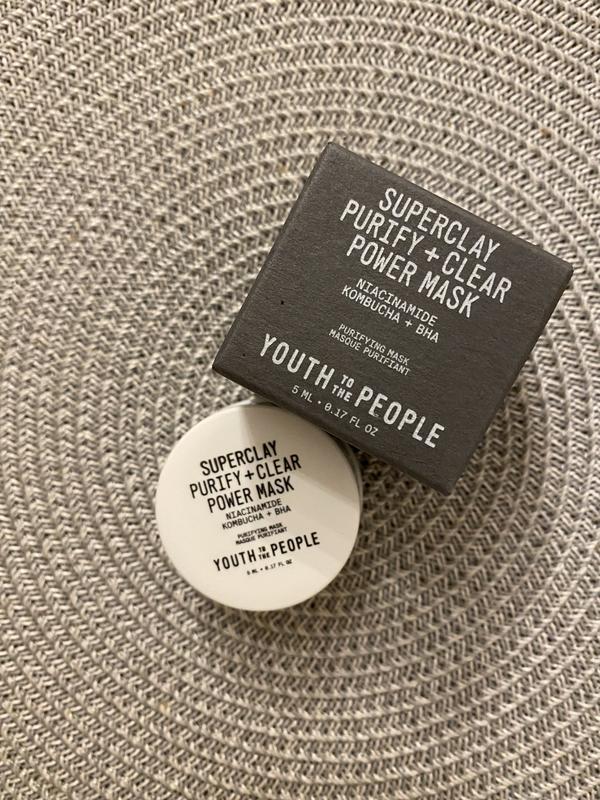 SUPERCLAY
PURIFY + CLEAR
POWER MASK
NIACINAMIDE
KOMBUCHA + BHA
PURIFYING MASK
MASQUE PURIFIANT
YOUTH TO THE PEOPLE
5 ML • 0.17 FL OZ
SUPERCLAY
PURIFY + CLEAR
POWER MASK
NIACINAMIDE
KOMBUCHA + BHA
PURIFYING MASK
MASQUE PURIFIANT
YOUTH TO THE PEOPLE
5 ML • 0.17 FL OZ